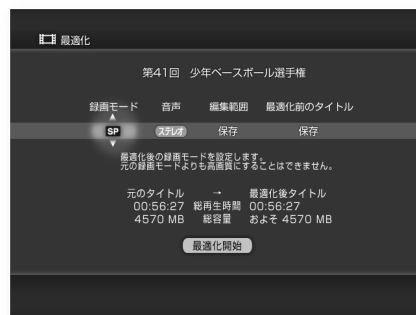 最適化
第41回 少年ベースボール選手権
録画モード 音声 編集範囲 最適化前のタイトル
SP ステレオ 保存 保存
最適化後の録画モードを設定します。
元の録画モードよりも高画質にすることはできません。
元のタイトル → 最適化後タイトル
00:56:27 総再生時間 00:56:27
4570 MB 総容量 およそ 4570 MB
最適化開始